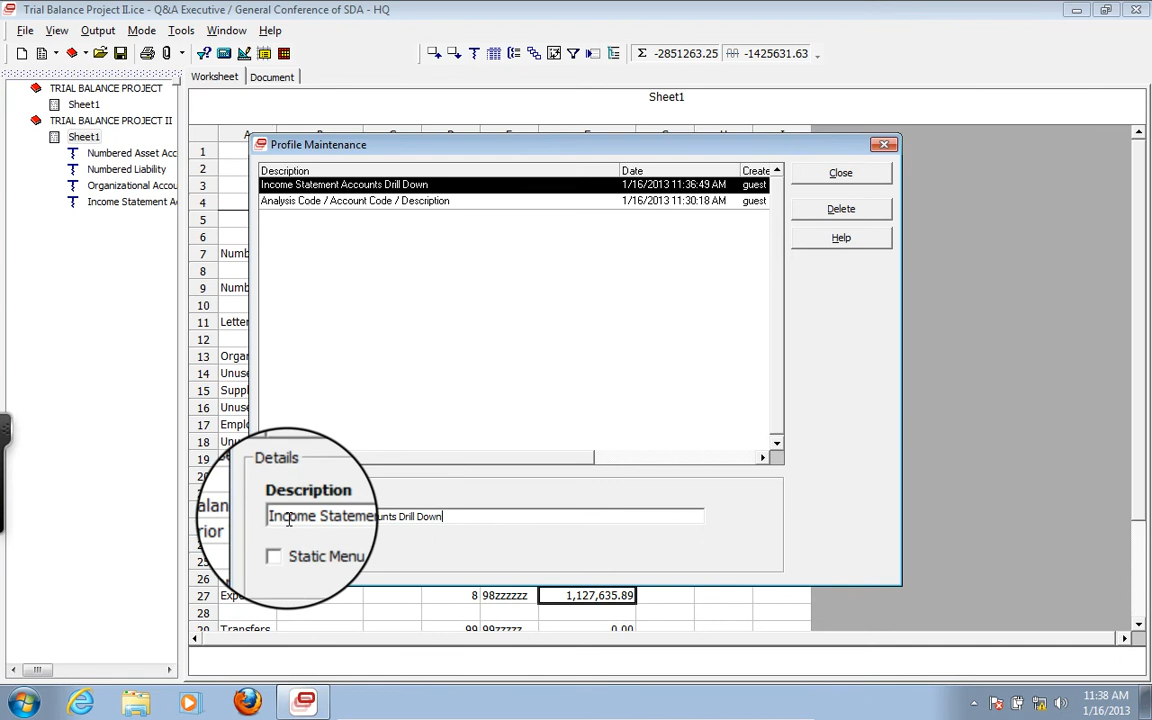 Trial Balance Project II.ice - Q&A Executive / General Conference of SDA - HQ
File View Output Mode Tools Window Help
Σ -2851263.25 -1425631.63
Worksheet Document
TRIAL BALANCE PROJECT
Sheet1
TRIAL BALANCE PROJECT II
Sheet1
Numbered Asset Acc
Numbered Liability
Organizational Accou
Income Statement A
Sheet1
1
2
3
4
5
6
7 Numb
8
9 Numb
10
11 Letter
12
13 Organ
14 Unuse
15 Suppl
16 Unuse
17 Emplo
18 Unu
19
Profile Maintenance
Description Date Create
Income Statement Accounts Drill Down 1/16/2013 11:36:49 AM guest
Analysis Code / Account Code / Description 1/16/2013 11:30:18 AM guest
Close
Delete
Help
Details
Description
Income Stateme unts Drill Down
Static Menu
alan
rior
26
27 Exp 8 98zzzzzz 1,127,635.89
28
29 Transfers 99 99zzzzz 0.00
11:38 AM
1/16/2013